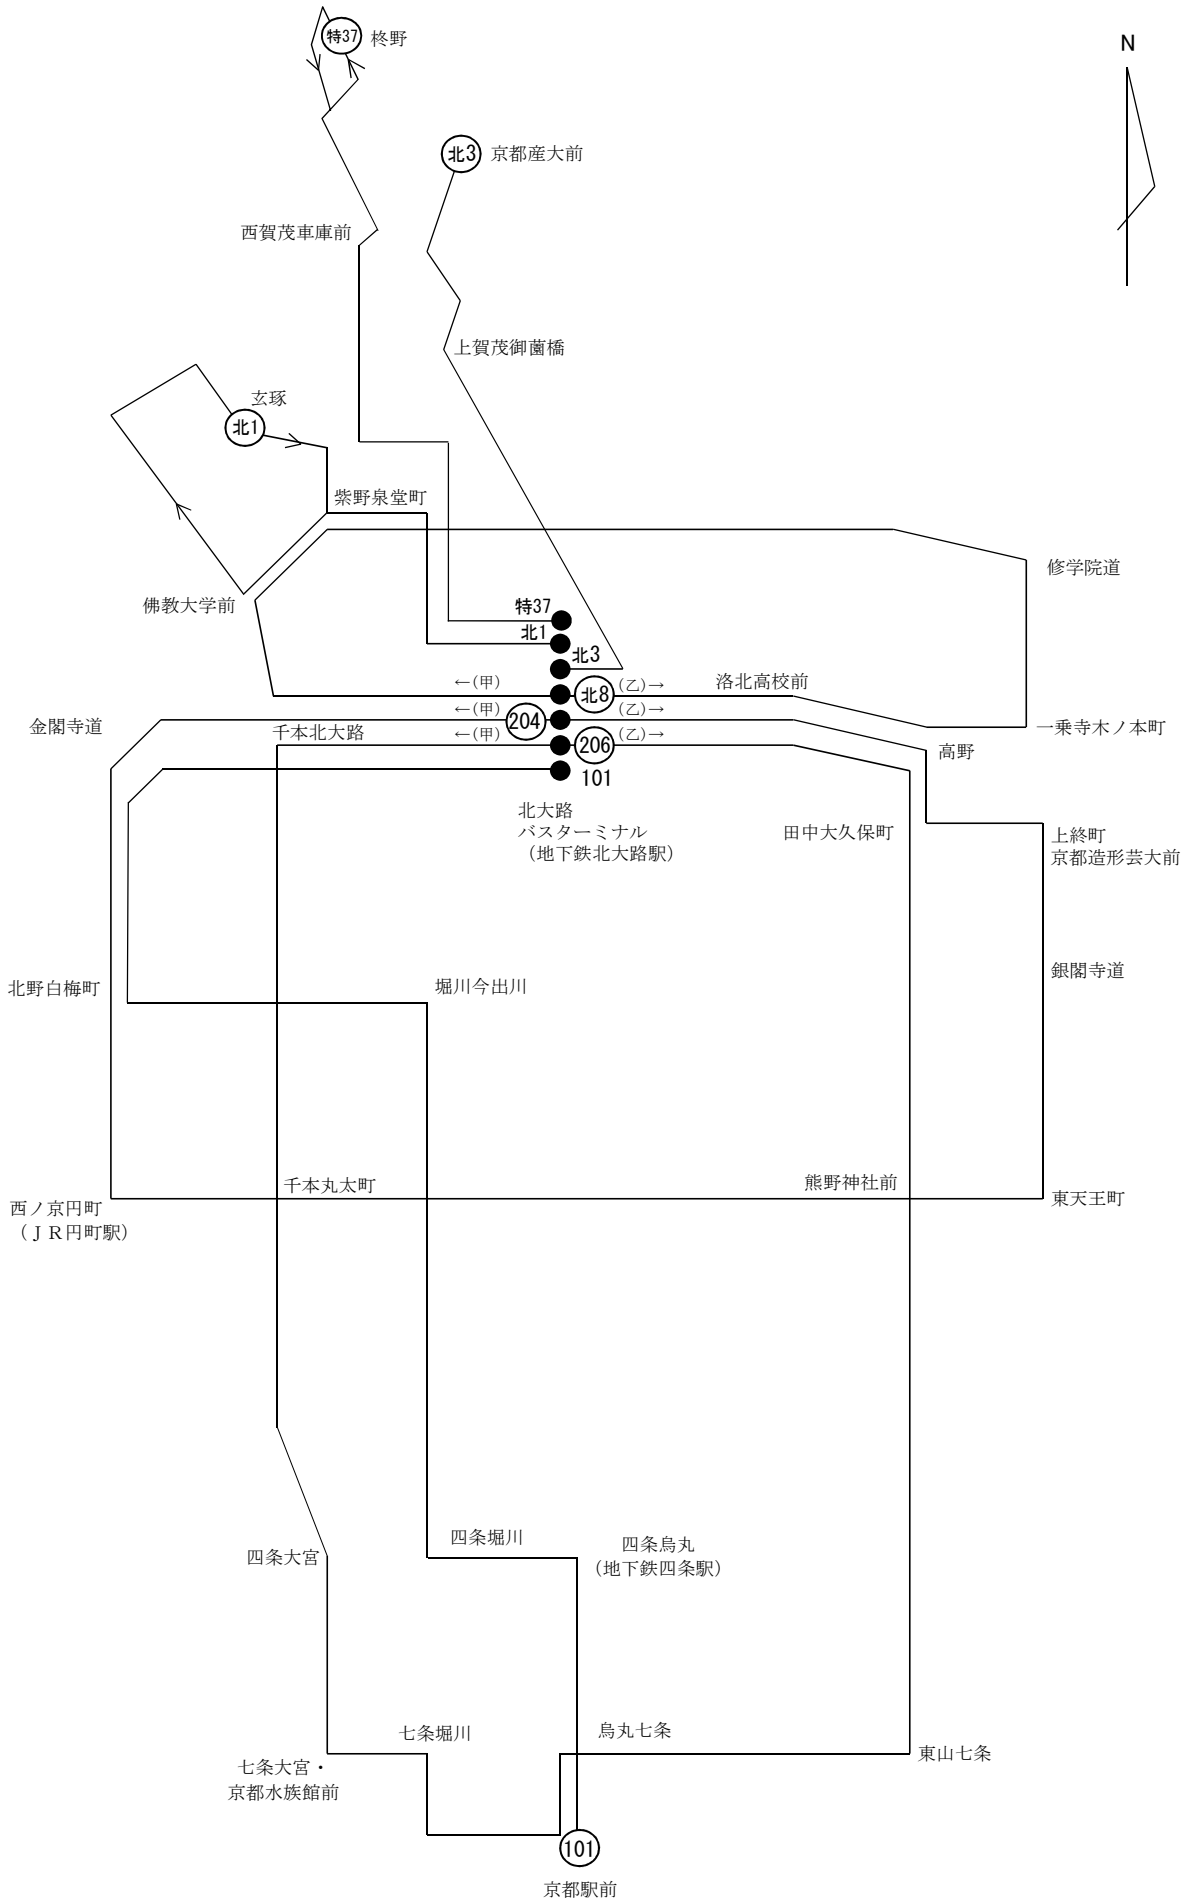 特37 柊野
N
北3 京都産大前
西賀茂車庫前
上賀茂御薗橋
玄琢
北1
紫野泉堂町
修学院道
佛教大学前
特37
北1
北3
←(甲) 北8 (乙)→ 洛北高校前
←(甲) 204 (乙)→
金閣寺道
一乗寺木ノ本町
千本北大路 ←(甲) 206 (乙)→
高野
101
北大路
バスターミナル
（地下鉄北大路駅）
田中大久保町
上終町
京都造形芸大前
銀閣寺道
北野白梅町
堀川今出川
千本丸太町
熊野神社前
東天王町
西ノ京円町
（ＪＲ円町駅）
四条堀川
四条烏丸
（地下鉄四条駅）
四条大宮
七条堀川
烏丸七条
東山七条
七条大宮・
京都水族館前
101
京都駅前